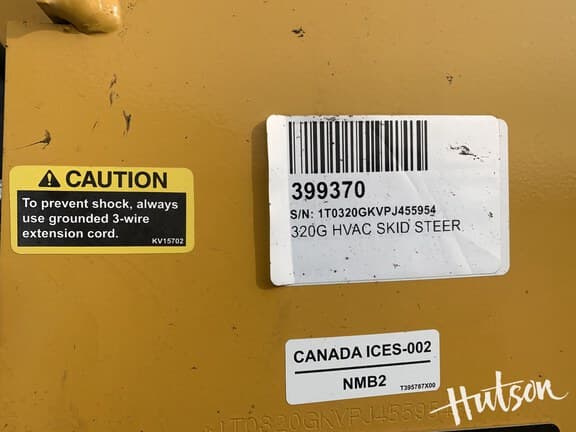 399370
S/N: 1T0320GKVPJ455954
320G HVAC SKID STEER
CAUTION
To prevent shock, always
use grounded 3-wire
extension cord.
KV15702
CANADA ICES-002
NMB2
T395787X00
1T0320GKVPJ455954
Hutson